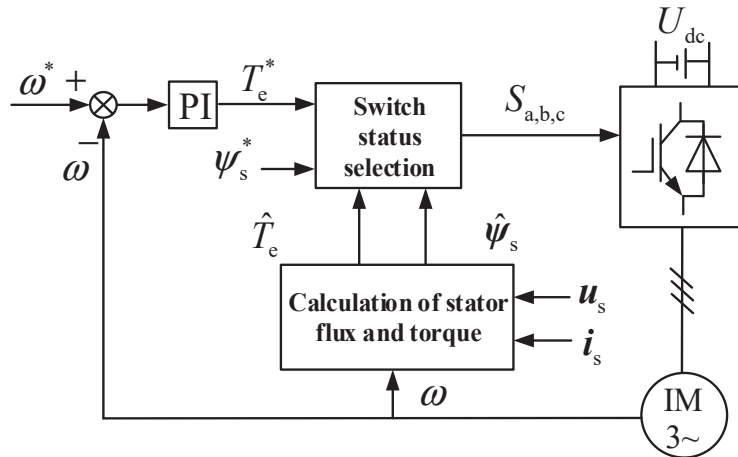 U_dc
ω* +
PI
T_e*
Switch
status
selection
S_a,b,c
ψ_s*
−
ω
T̂_e
ψ̂_s
Calculation of stator
flux and torque
u_s
i_s
ω
IM
3~